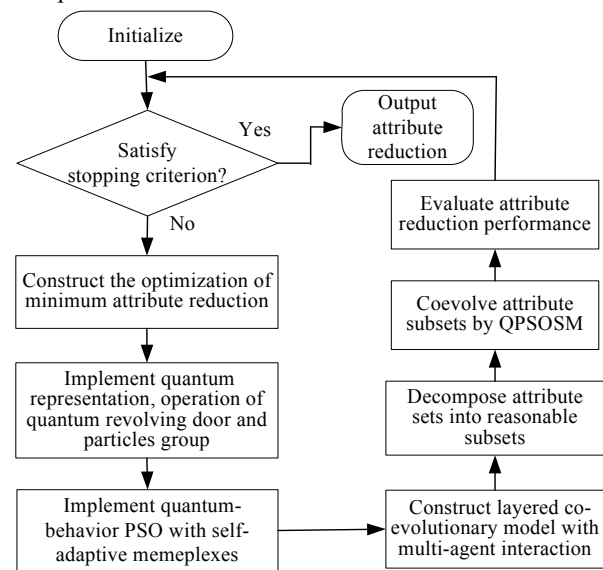 Initialize
Output
attribute
reduction
Yes
Satisfy
stopping criterion?
No
Construct the optimization of
minimum attribute reduction
Implement quantum
representation, operation of
quantum revolving door and
particles group
Implement quantum-
behavior PSO with self-
adaptive memeplexes
Construct layered co-
evolutionary model with
multi-agent interaction
Decompose attribute
sets into reasonable
subsets
Coevolve attribute
subsets by QPSOSM
Evaluate attribute
reduction performance